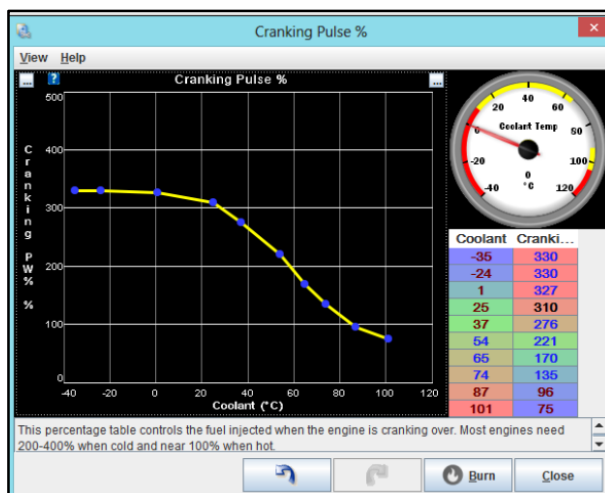 Cranking Pulse %
View Help
... ? Cranking Pulse % ...
500
400
300
200
100
0
Cranking PW% %
-40 -20 0 20 40 60 80 100 120
Coolant (°C)
-40 -20 0 20 40 60 80 100 120
Coolant Temp
0
°C
Coolant Cranki...
-35 330
-24 330
1 327
25 310
37 276
54 221
65 170
74 135
87 96
101 75
This percentage table controls the fuel injected when the engine is cranking over. Most engines need
200-400% when cold and near 100% when hot.
Burn Close